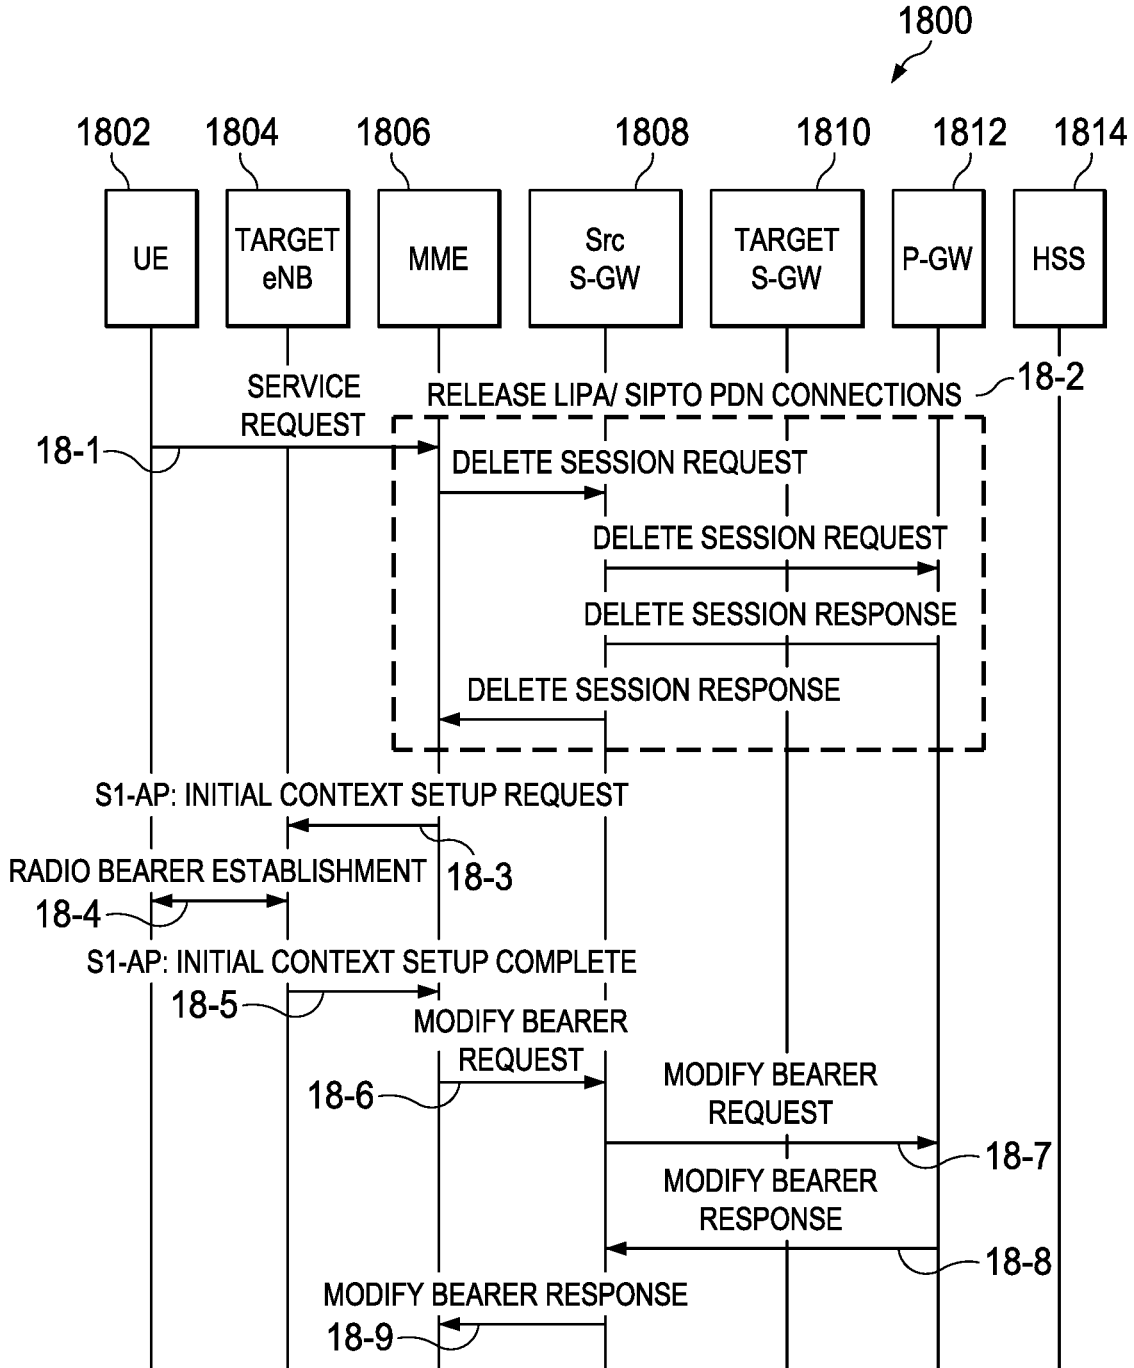 1800
1802
1804
1806
1808
1810
1812
1814
UE
TARGET
eNB
MME
Src
S-GW
TARGET
S-GW
P-GW
HSS
SERVICE
REQUEST
18-1
RELEASE LIPA/ SIPTO PDN CONNECTIONS
18-2
DELETE SESSION REQUEST
DELETE SESSION REQUEST
DELETE SESSION RESPONSE
DELETE SESSION RESPONSE
S1-AP: INITIAL CONTEXT SETUP REQUEST
18-3
RADIO BEARER ESTABLISHMENT
18-4
S1-AP: INITIAL CONTEXT SETUP COMPLETE
18-5
MODIFY BEARER
REQUEST
18-6
MODIFY BEARER
REQUEST
18-7
MODIFY BEARER
RESPONSE
18-8
MODIFY BEARER RESPONSE
18-9